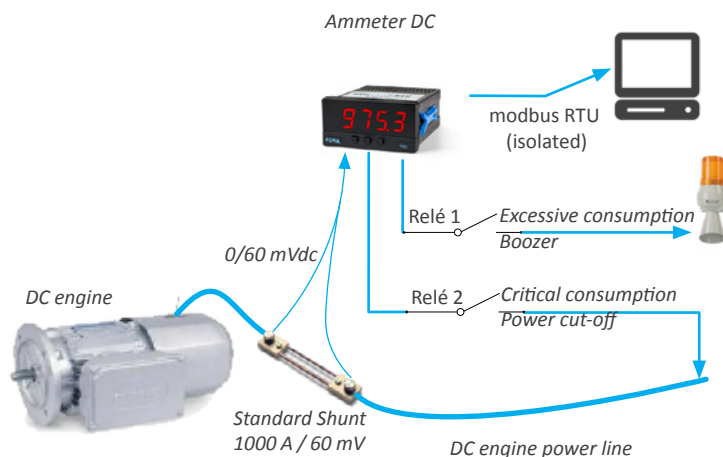 Ammeter DC
975.3
modbus RTU
(isolated)
Relé 1
Excessive consumption
Boozer
0/60 mVdc
DC engine
Relé 2
Critical consumption
Power cut-off
Standard Shunt
1000 A / 60 mV
DC engine power line